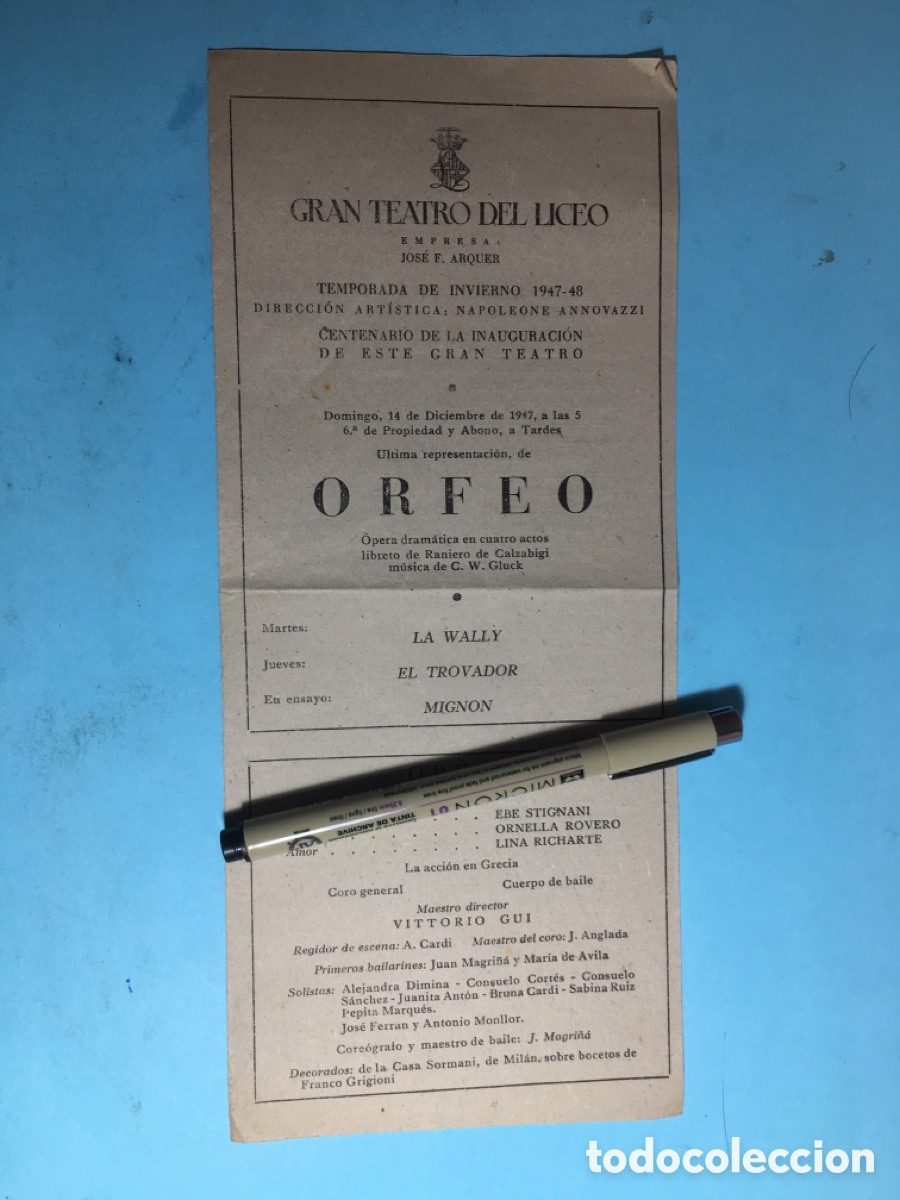 GRAN TEATRO DEL LICEO
EMPRESA:
JOSÉ F. ARQUER
TEMPORADA DE INVIERNO 1947-48
DIRECCIÓN ARTÍSTICA: NAPOLEONE ANNOVAZZI
CENTENARIO DE LA INAUGURACIÓN
DE ESTE GRAN TEATRO
Domingo, 14 de Diciembre de 1947, a las 5
6.ª de Propiedad y Abono, a Tardes
Ultima representación, de
ORFEO
Ópera dramática en cuatro actos
libreto de Raniero de Calzabigi
música de C. W. Gluck
Martes: LA WALLY
Jueves: EL TROVADOR
En ensayo: MIGNON
MICRON 01
TINTA DE ARCHIVE
EBE STIGNANI
ORNELLA ROVERO
Amor . . . . . . . . LINA RICHARTE
La acción en Grecia
Coro general Cuerpo de baile
Maestro director
VITTORIO GUI
Regidor de escena: A. Cardi Maestro del coro: J. Anglada
Primeros bailarines: Juan Magriñá y María de Avila
Solistas: Alejandra Dimina - Consuelo Cortés - Consuelo
Sánchez - Juanita Antón - Bruna Cardi - Sabina Ruiz
Pepita Marqués.
José Ferran y Antonio Monllor.
Coreógrafo y maestro de baile: J. Magriñá
Decorados: de la Casa Sormani, de Milán, sobre bocetos de
Franco Grigioni
todocoleccion